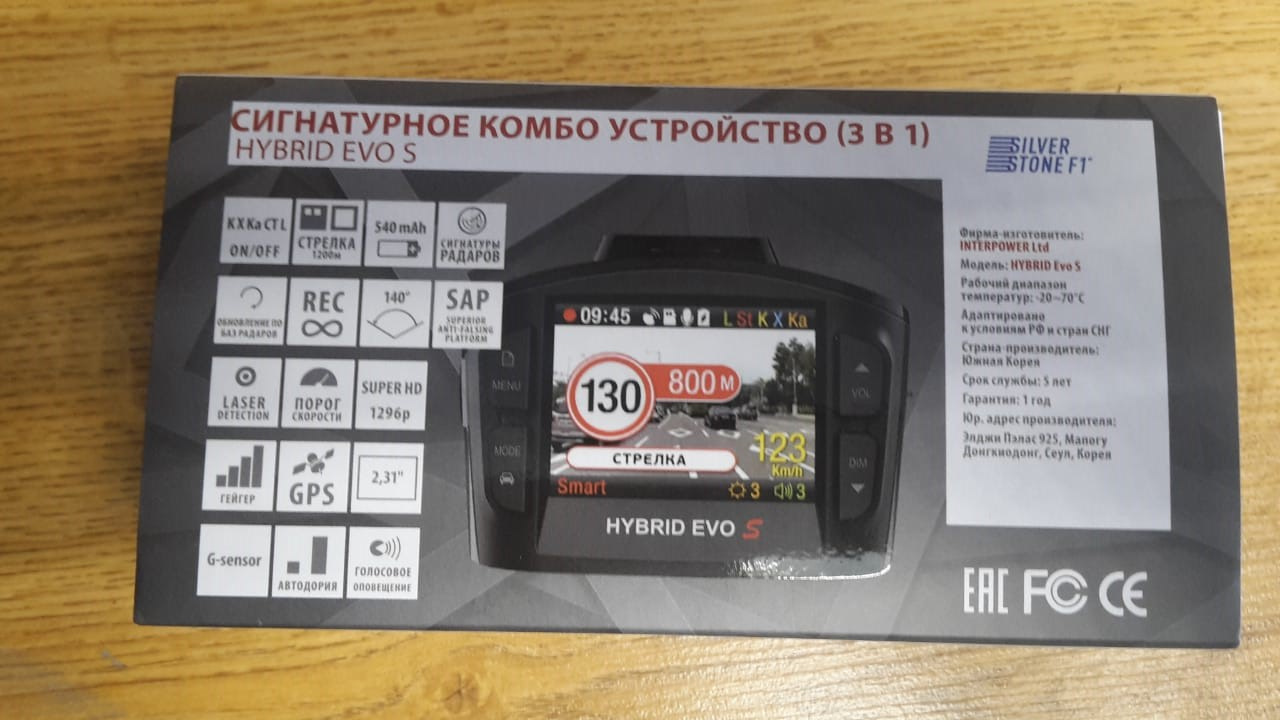 СИГНАТУРНОЕ КОМБО УСТРОЙСТВО (3 В 1)
HYBRID EVO S
SILVER
STONE F1
K X Ka CT L
ON/OFF
СТРЕЛКА
1200м
540 mAh
СИГНАТУРЫ
РАДАРОВ
ОБНОВЛЕНИЕ ПО
БАЗ РАДАРОВ
REC
∞
140°
SAP
SUPERIOR
ANTI-FALSING
PLATFORM
LASER
DETECTION
ПОРОГ
СКОРОСТИ
SUPER HD
1296p
ГЕЙГЕР
GPS
2,31"
G-sensor
АВТОДОРИЯ
ГОЛОСОВОЕ
ОПОВЕЩЕНИЕ
09:45
L St K X Ka
130
800 М
СТРЕЛКА
123
Km/h
Smart
3
3
MENU
MODE
VOL
DIM
HYBRID EVO S
Фирма-изготовитель:
INTERPOWER Ltd
Модель: HYBRID Evo S
Рабочий диапазон
температур: -20~70°C
Адаптировано
к условиям РФ и стран СНГ
Страна-производитель:
Южная Корея
Срок службы: 5 лет
Гарантия: 1 год
Юр. адрес производителя:
Элджи Пэлас 925, Мапогу
Донгкиодонг, Сеул, Корея
EAC FC CE